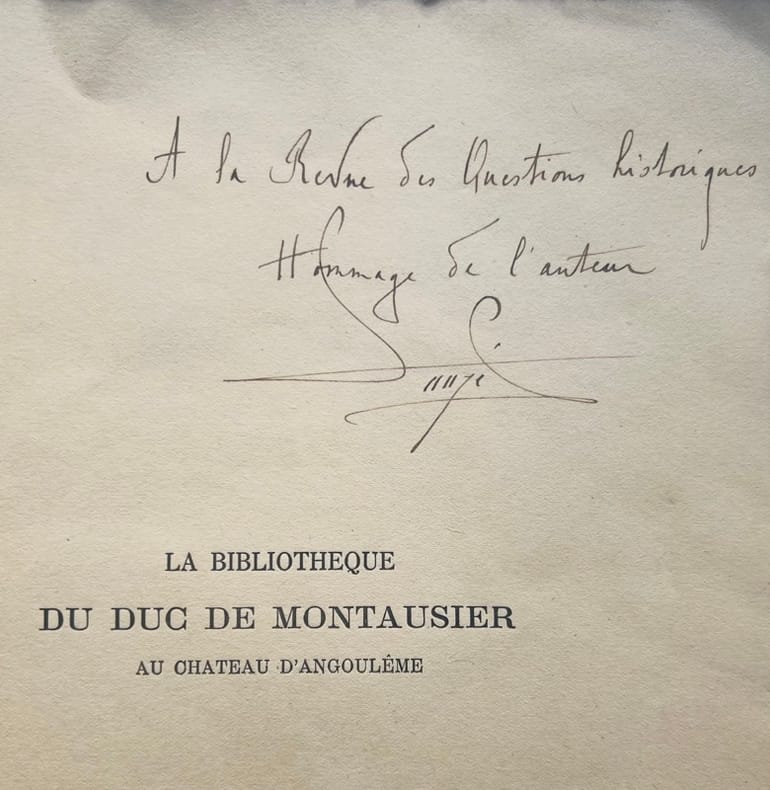 A la Revue des Questions historiques
Hommage de l'auteur
LA BIBLIOTHEQUE
DU DUC DE MONTAUSIER
AU CHATEAU D'ANGOULÊME